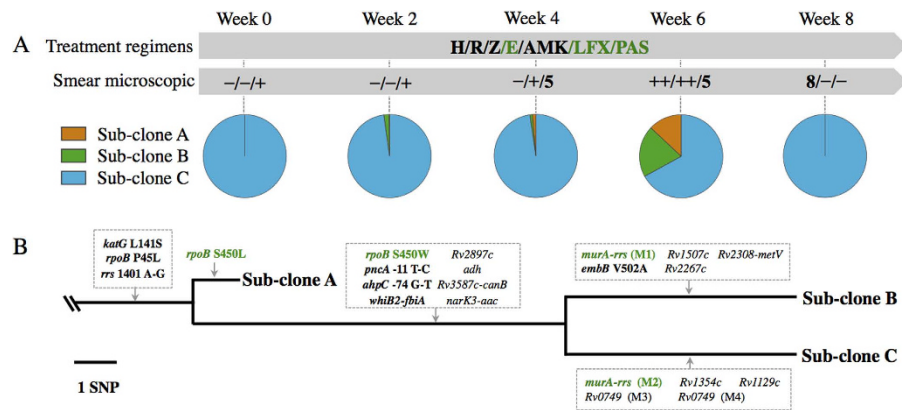 Week 0 Week 2 Week 4 Week 6 Week 8
A
Treatment regimens H/R/Z/E/AMK/LFX/PAS
Smear microscopic −/−/+ −/−/+ −/+/5 ++/++/5 8/−/−
Sub-clone A
Sub-clone B
Sub-clone C
B
katG L141S
rpoB P45L
rrs 1401 A-G
rpoB S450L
Sub-clone A
rpoB S450W Rv2897c
pncA -11 T-C adh
ahpC -74 G-T Rv3587c-canB
whiB2-fbiA narK3-aac
murA-rrs (M1) Rv1507c Rv2308-metV
embB V502A Rv2267c
Sub-clone B
Sub-clone C
murA-rrs (M2) Rv1354c Rv1129c
Rv0749 (M3) Rv0749 (M4)
1 SNP